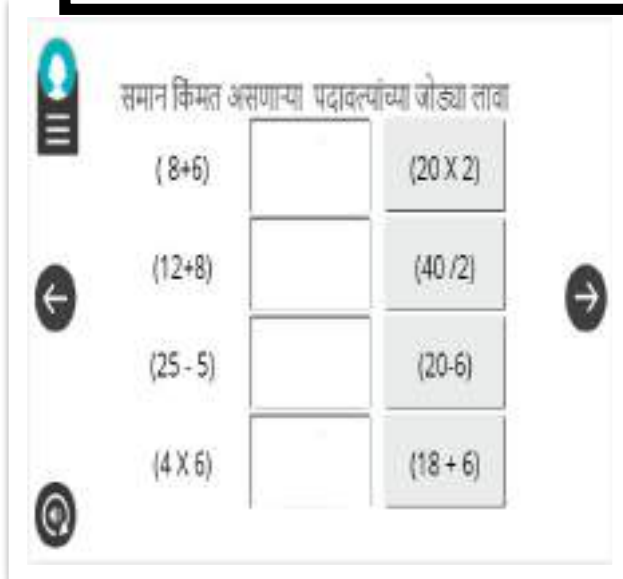 समान किंमत असणाऱ्या पदावल्यांच्या जोड्या लावा
( 8+6) (20 X 2)
(12+8) (40 /2)
(25 - 5) (20-6)
(4 X 6) (18 + 6)